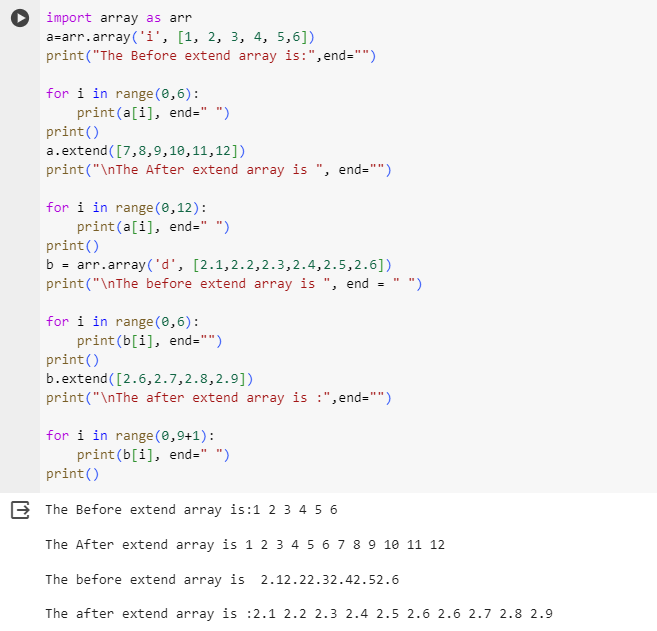 import array as arr
a=arr.array('i', [1, 2, 3, 4, 5,6])
print("The Before extend array is:",end="")
for i in range(0,6):
    print(a[i], end=" ")
print()
a.extend([7,8,9,10,11,12])
print("\nThe After extend array is ", end="")
for i in range(0,12):
    print(a[i], end=" ")
print()
b = arr.array('d', [2.1,2.2,2.3,2.4,2.5,2.6])
print("\nThe before extend array is ", end = " ")
for i in range(0,6):
    print(b[i], end="")
print()
b.extend([2.6,2.7,2.8,2.9])
print("\nThe after extend array is :",end="")
for i in range(0,9+1):
    print(b[i], end=" ")
print()
The Before extend array is:1 2 3 4 5 6
The After extend array is 1 2 3 4 5 6 7 8 9 10 11 12
The before extend array is  2.12.22.32.42.52.6
The after extend array is :2.1 2.2 2.3 2.4 2.5 2.6 2.6 2.7 2.8 2.9